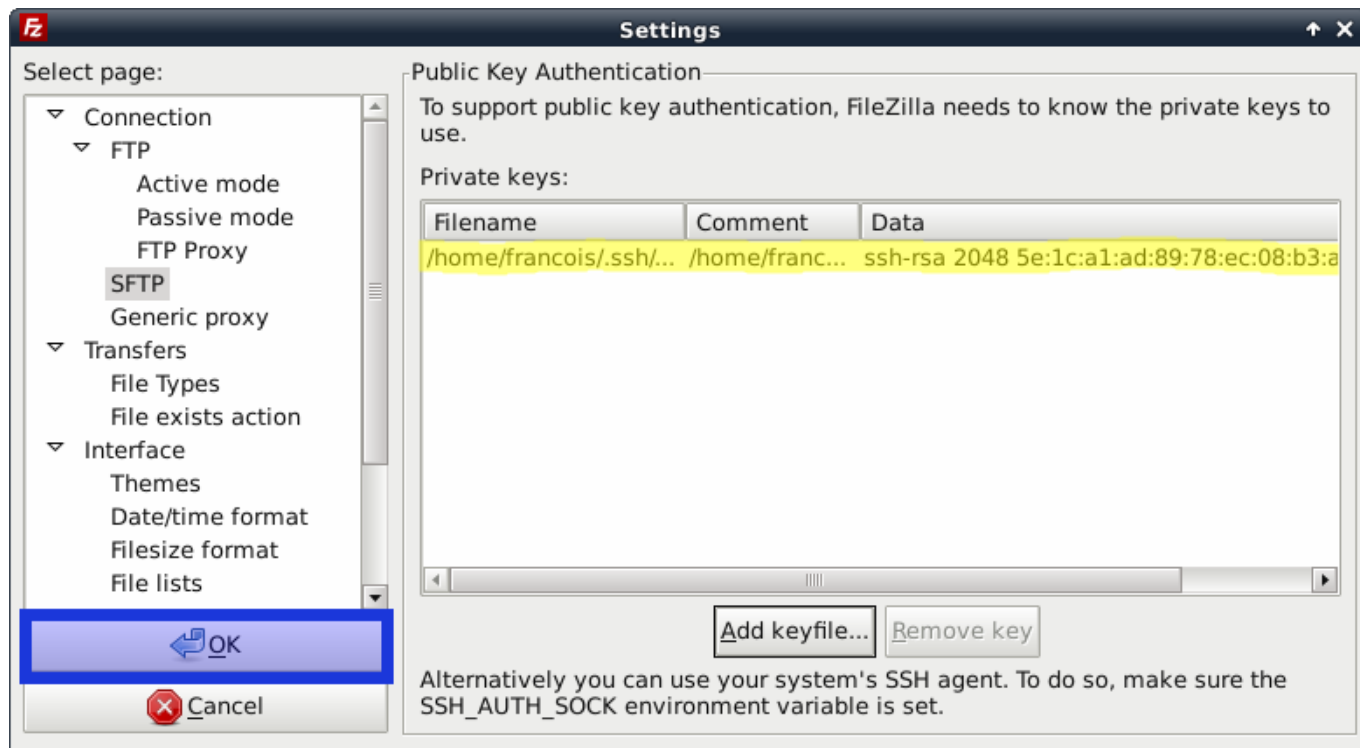 Fz
Settings
Select page:
Connection
FTP
Active mode
Passive mode
FTP Proxy
SFTP
Generic proxy
Transfers
File Types
File exists action
Interface
Themes
Date/time format
Filesize format
File lists
OK
Cancel
Public Key Authentication
To support public key authentication, FileZilla needs to know the private keys to
use.
Private keys:
Filename Comment Data
/home/francois/.ssh/... /home/franc... ssh-rsa 2048 5e:1c:a1:ad:89:78:ec:08:b3:a
Add keyfile... Remove key
Alternatively you can use your system's SSH agent. To do so, make sure the
SSH_AUTH_SOCK environment variable is set.